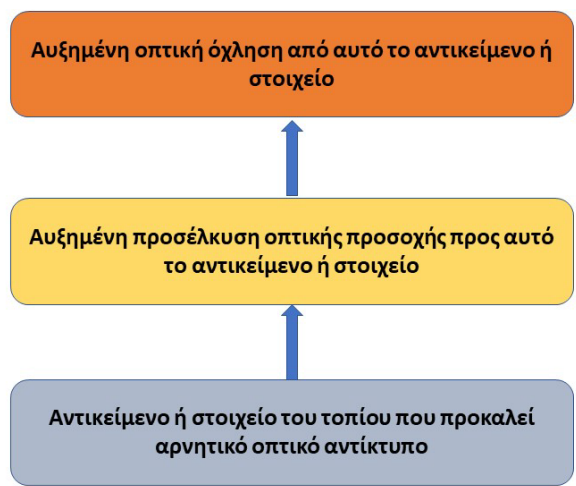 Αυξημένη οπτική όχληση από αυτό το αντικείμενο ή
στοιχείο
Αυξημένη προσέλκυση οπτικής προσοχής προς αυτό
το αντικείμενο ή στοιχείο
Αντικείμενο ή στοιχείο του τοπίου που προκαλεί
αρνητικό οπτικό αντίκτυπο